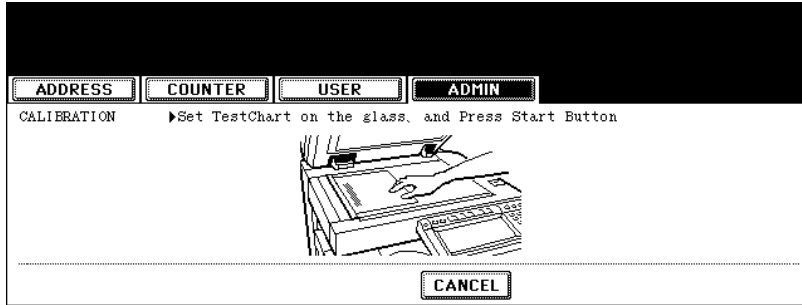 ADDRESS COUNTER USER ADMIN
CALIBRATION ▶Set TestChart on the glass、 and Press Start Button
CANCEL